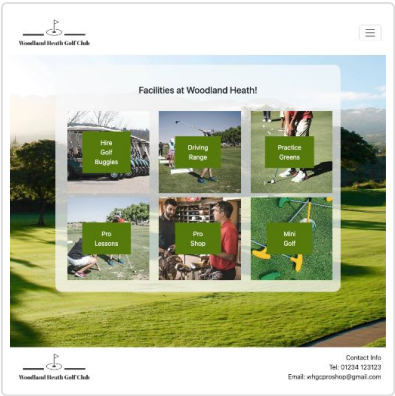 Woodland Heath Golf Club
Facilities at Woodland Heath!
Hire
Golf
Buggies
Driving
Range
Practice
Greens
Pro
Lessons
Pro
Shop
Mini
Golf
Woodland Heath Golf Club
Contact Info
Tel: 01234 123123
Email: whgcproshop@gmail.com